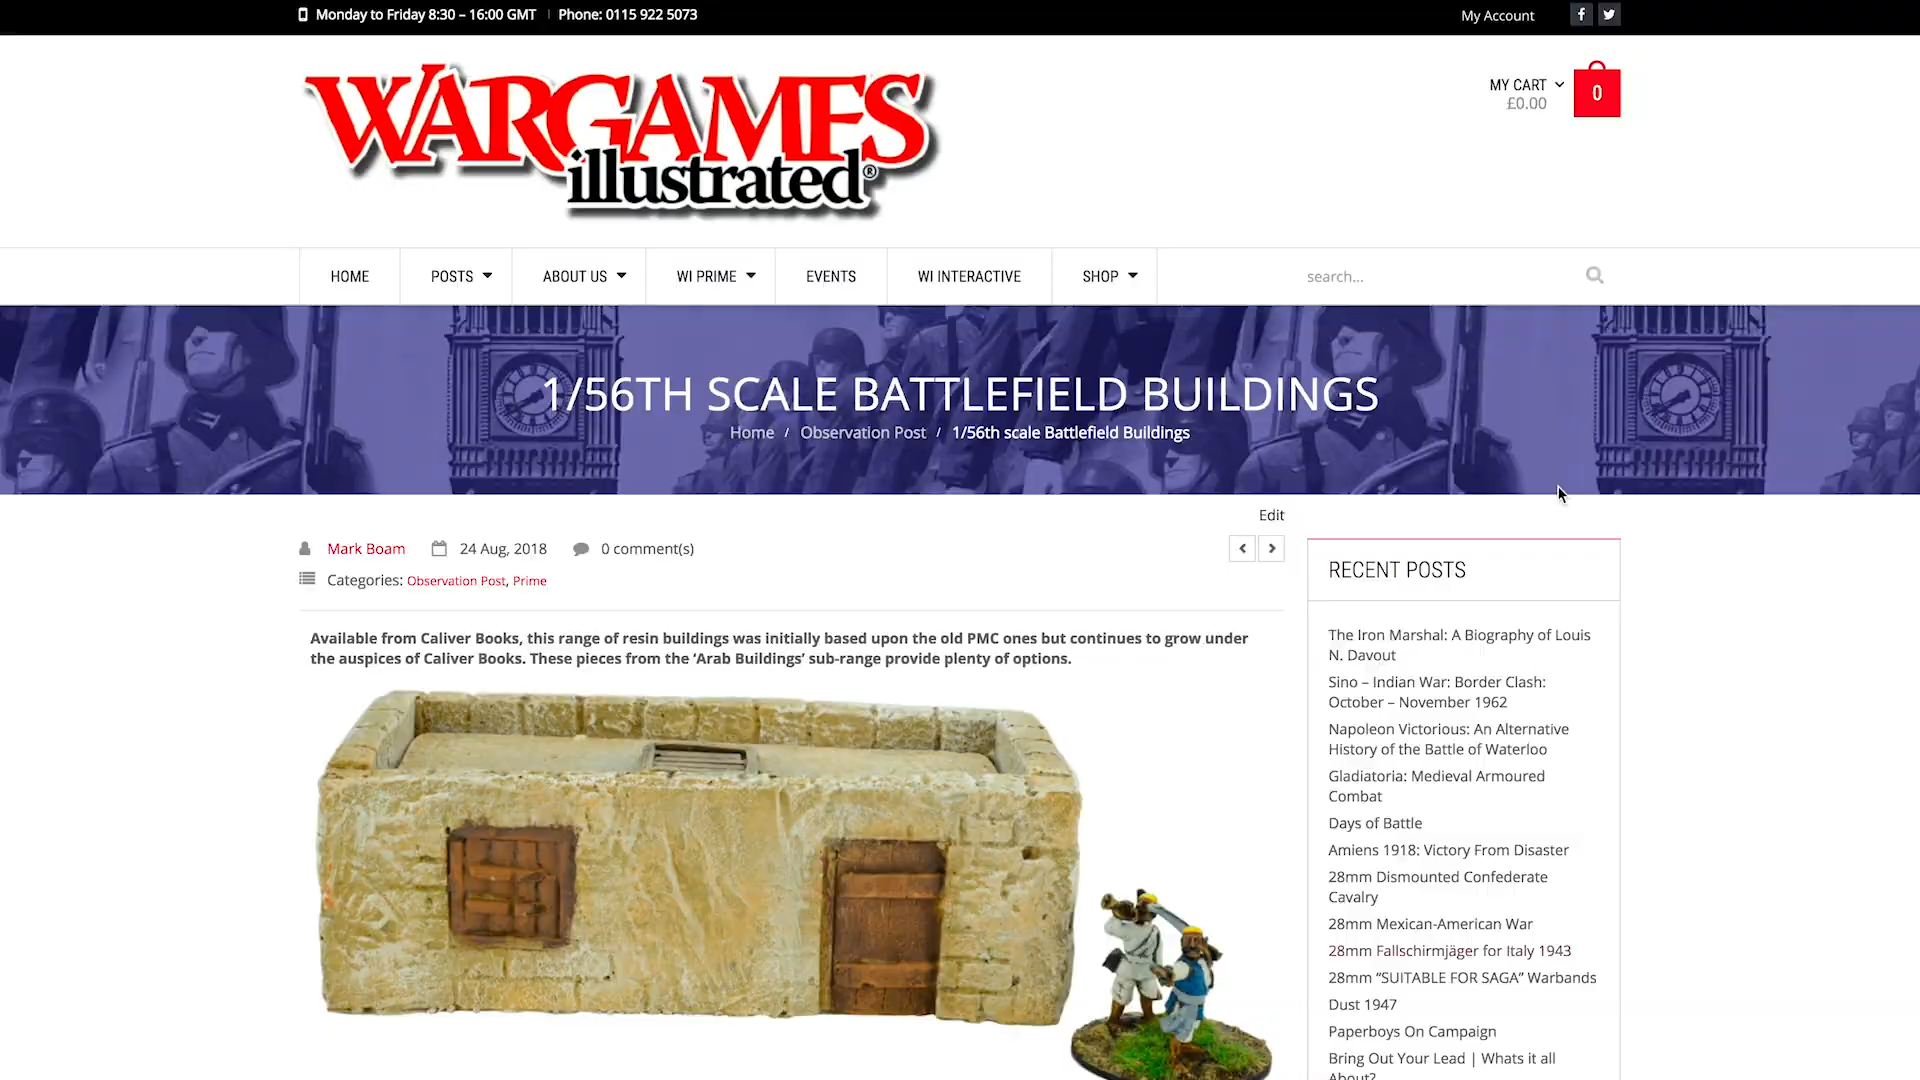 Monday to Friday 8:30 – 16:00 GMT
Phone: 0115 922 5073
My Account
WARGAMES
illustrated®
MY CART
£0.00
0
HOME
POSTS
ABOUT US
WI PRIME
EVENTS
WI INTERACTIVE
SHOP
search...
1/56TH SCALE BATTLEFIELD BUILDINGS
Home / Observation Post / 1/56th scale Battlefield Buildings
Edit
Mark Boam
24 Aug, 2018
0 comment(s)
Categories: Observation Post, Prime
Available from Caliver Books, this range of resin buildings was initially based upon the old PMC ones but continues to grow under
the auspices of Caliver Books. These pieces from the ‘Arab Buildings’ sub-range provide plenty of options.
RECENT POSTS
The Iron Marshal: A Biography of Louis
N. Davout
Sino – Indian War: Border Clash:
October – November 1962
Napoleon Victorious: An Alternative
History of the Battle of Waterloo
Gladiatoria: Medieval Armoured
Combat
Days of Battle
Amiens 1918: Victory From Disaster
28mm Dismounted Confederate
Cavalry
28mm Mexican-American War
28mm Fallschirmjäger for Italy 1943
28mm “SUITABLE FOR SAGA” Warbands
Dust 1947
Paperboys On Campaign
Bring Out Your Lead | Whats it all
About?